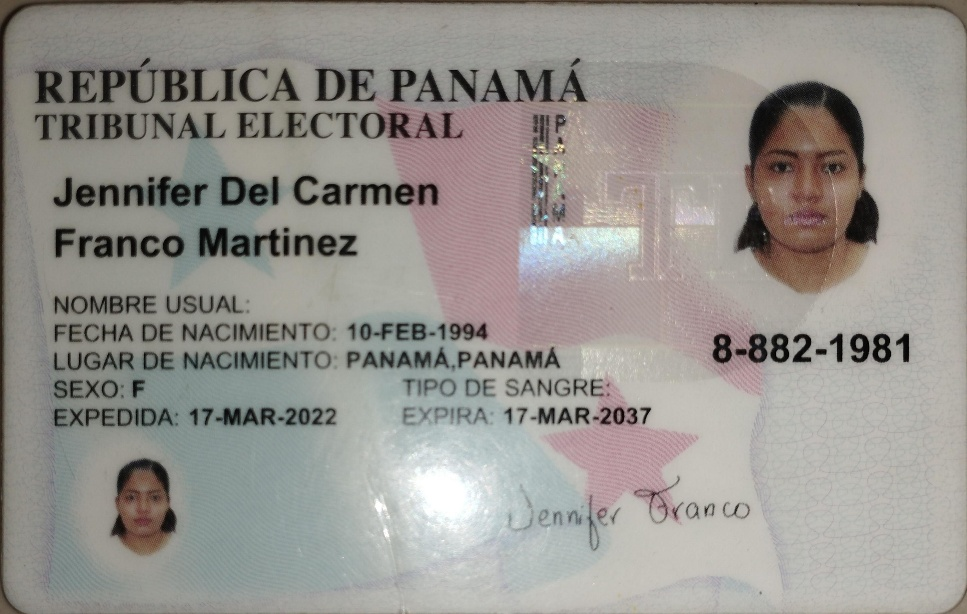 REPÚBLICA DE PANAMÁ
TRIBUNAL ELECTORAL
Jennifer Del Carmen
Franco Martinez
NOMBRE USUAL:
FECHA DE NACIMIENTO: 10-FEB-1994
LUGAR DE NACIMIENTO: PANAMÁ,PANAMÁ
SEXO: F TIPO DE SANGRE:
EXPEDIDA: 17-MAR-2022 EXPIRA: 17-MAR-2037
8-882-1981
PANAMA
TE
Jennifer Franco